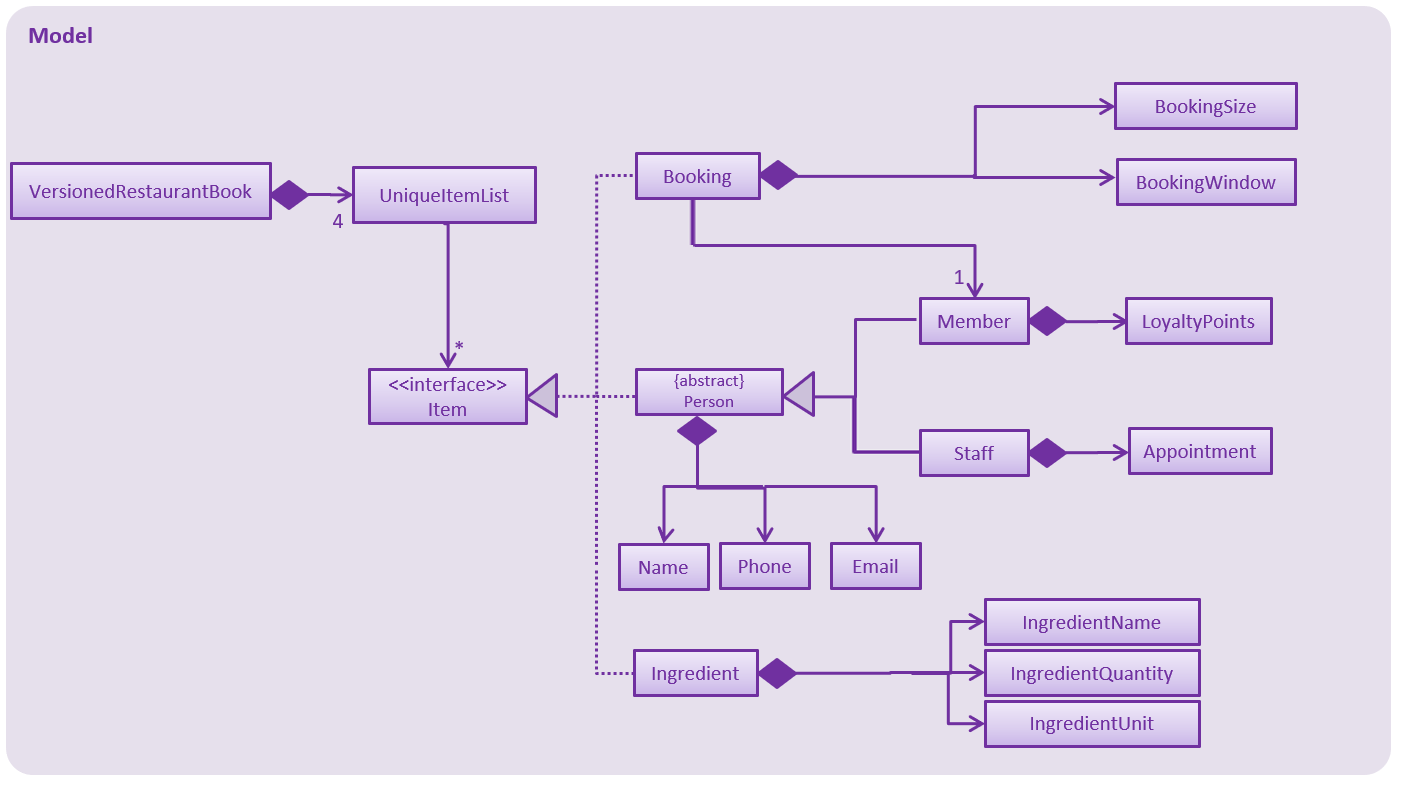 Model
VersionedRestaurantBook
4
UniqueItemList
*
<<interface>>
Item
Booking
BookingSize
BookingWindow
1
Member
LoyaltyPoints
{abstract}
Person
Staff
Appointment
Name
Phone
Email
Ingredient
IngredientName
IngredientQuantity
IngredientUnit